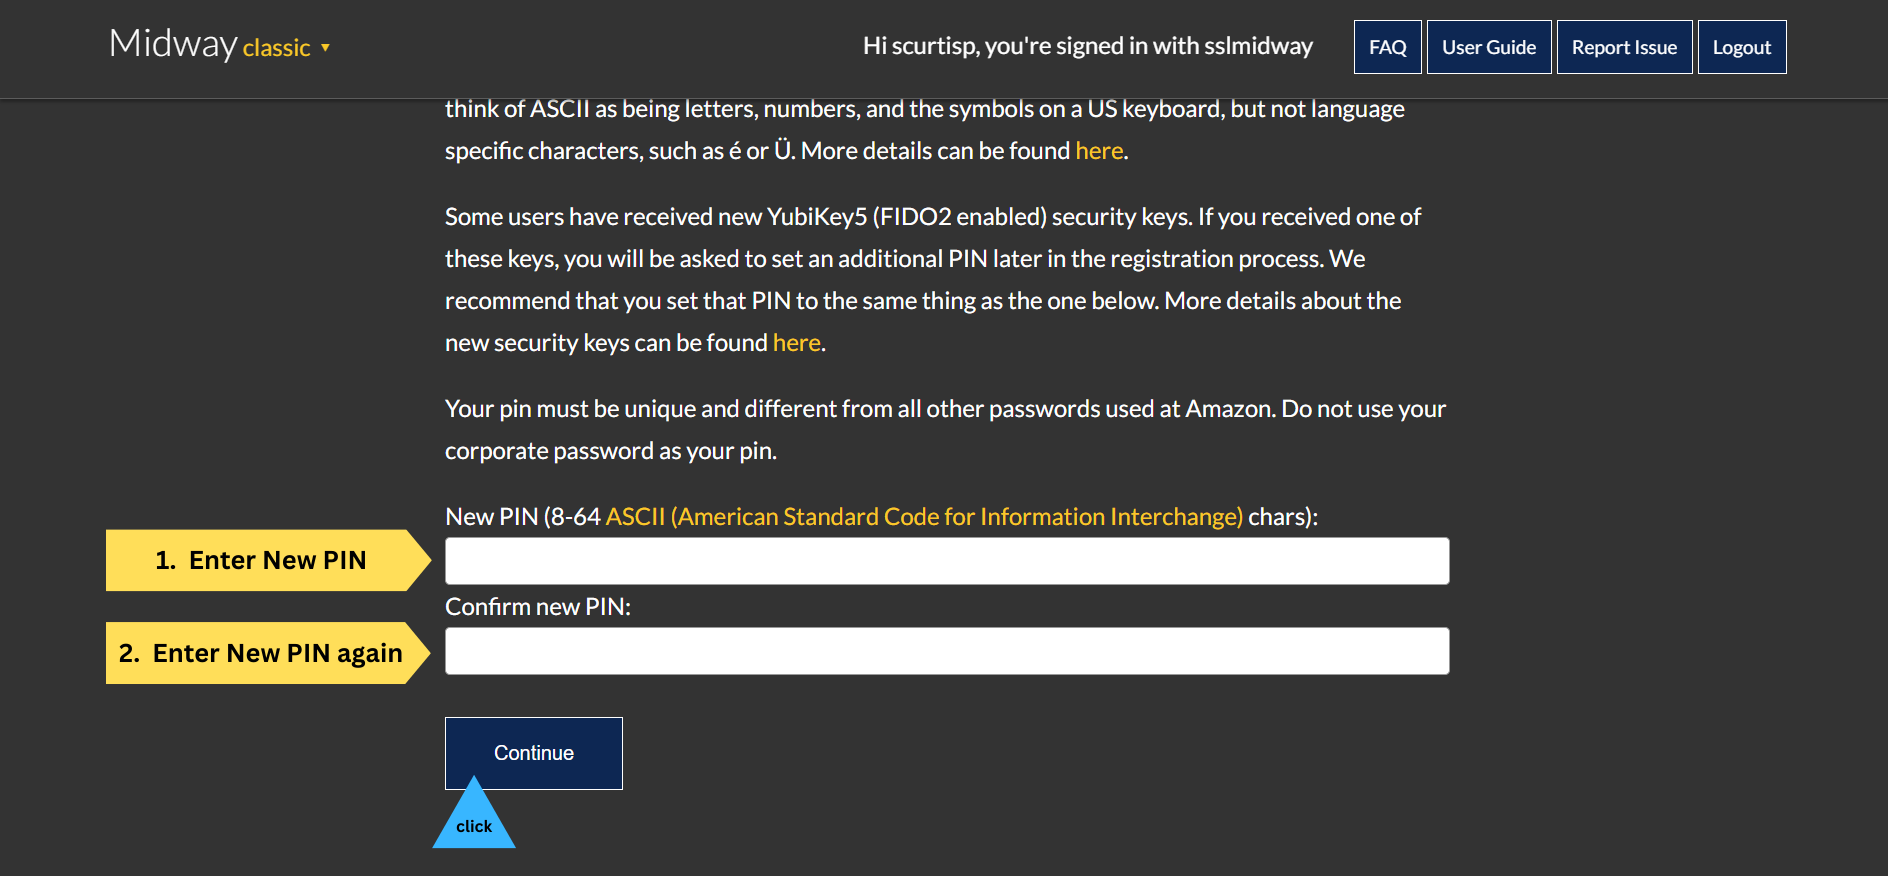 Midway classic ▼
Hi scurtisp, you're signed in with sslmidway
FAQ
User Guide
Report Issue
Logout
think of ASCII as being letters, numbers, and the symbols on a US keyboard, but not language
specific characters, such as é or Ü. More details can be found here.
Some users have received new YubiKey5 (FIDO2 enabled) security keys. If you received one of
these keys, you will be asked to set an additional PIN later in the registration process. We
recommend that you set that PIN to the same thing as the one below. More details about the
new security keys can be found here.
Your pin must be unique and different from all other passwords used at Amazon. Do not use your
corporate password as your pin.
New PIN (8-64 ASCII (American Standard Code for Information Interchange) chars):
1. Enter New PIN
Confirm new PIN:
2. Enter New PIN again
Continue
click